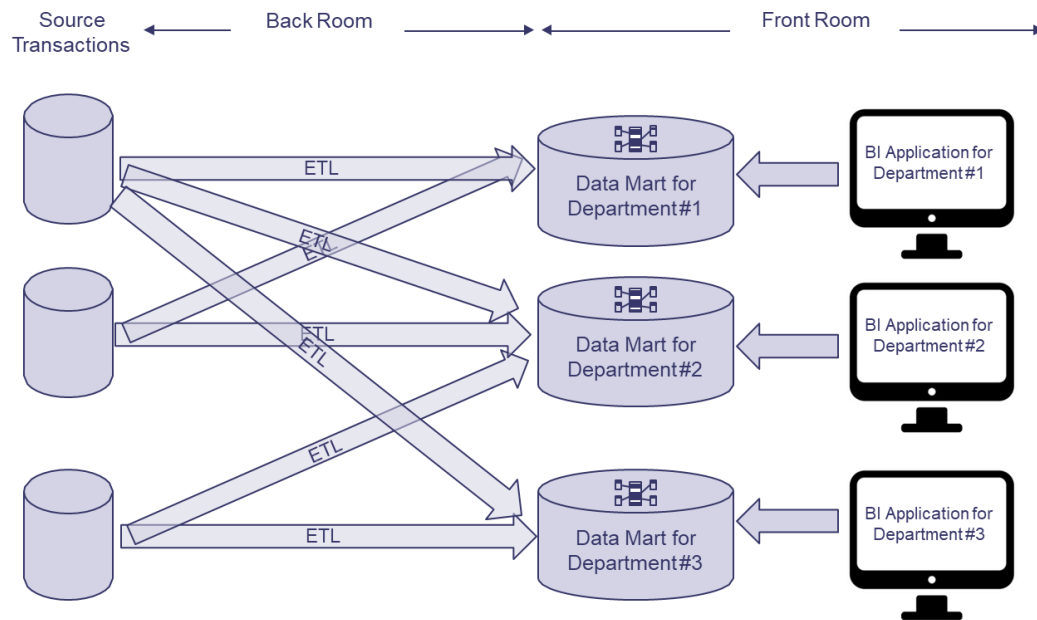 Source
Transactions
Back Room
Front Room
ETL
Data Mart for
Department #1
BI Application for
Department #1
ETL
ETL
ETL
Data Mart for
Department #2
BI Application for
Department #2
ETL
ETL
ETL
Data Mart for
Department #3
BI Application for
Department #3